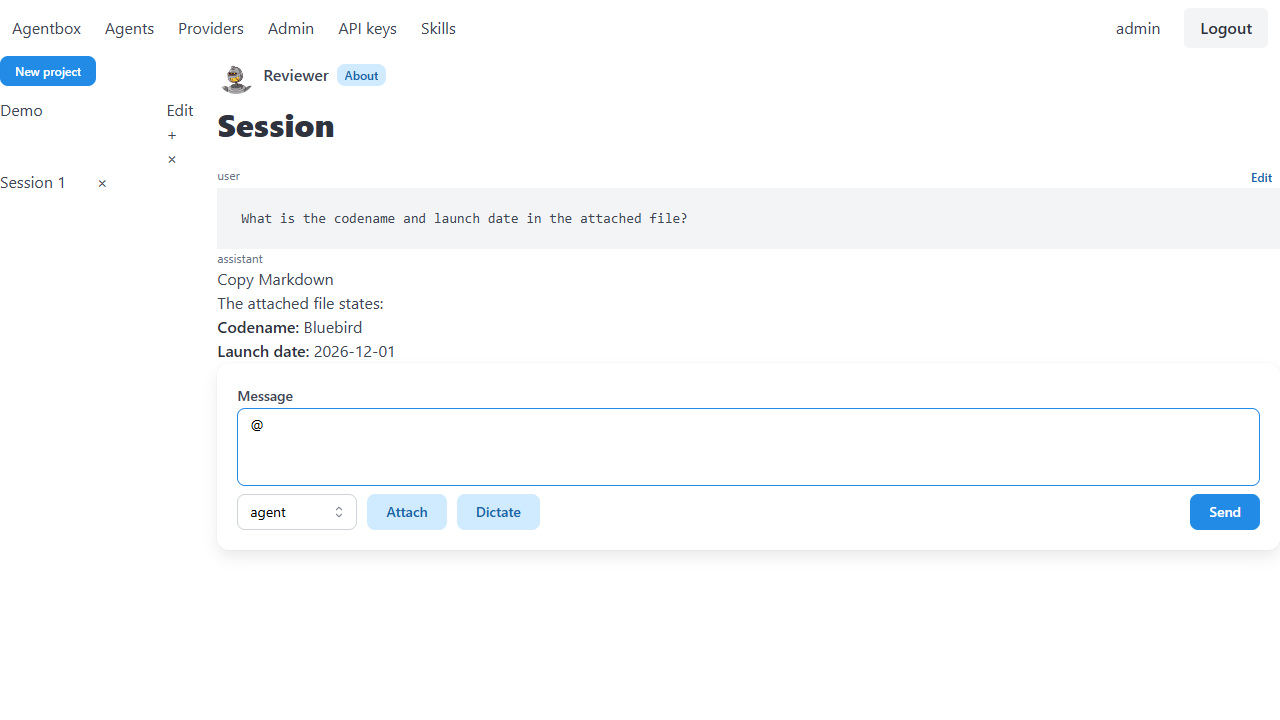 Agentbox Agents Providers Admin API keys Skills admin Logout
New project
Demo Edit
+
×
Session 1 ×
Reviewer About
Session
user Edit
What is the codename and launch date in the attached file?
assistant
Copy Markdown
The attached file states:
Codename: Bluebird
Launch date: 2026-12-01
Message
@
agent Attach Dictate Send